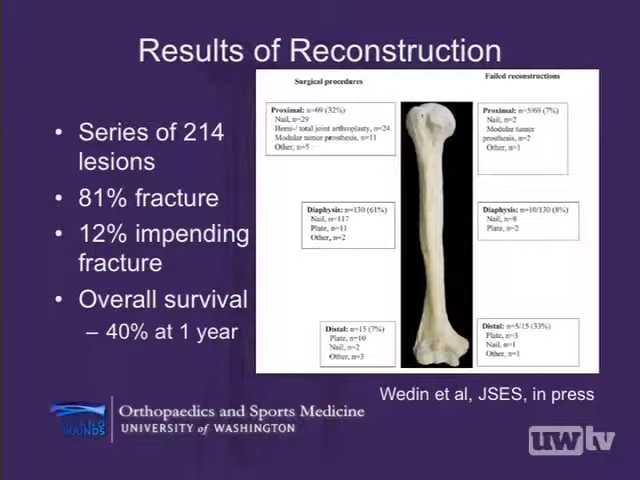 Results of Reconstruction
• Series of 214
lesions
• 81% fracture
• 12% impending
fracture
• Overall survival
– 40% at 1 year
Surgical procedures
Failed reconstructions
Proximal: n=69 (32%)
Nail, n=29
Hemi-/ total joint arthroplasty, n=24
Modular tumor prosthesis, n=11
Other, n=5
Proximal: n=5/69 (7%)
Nail, n=2
Modular tumor
prosthesis, n=2
Other, n=1
Diaphysis: n=130 (61%)
Nail, n=117
Plate, n=11
Other, n=2
Diaphysis: n=10/130 (8%)
Nail, n=8
Plate, n=2
Distal: n=15 (7%)
Plate, n=10
Nail, n=2
Other, n=3
Distal: n=5/15 (33%)
Plate, n=3
Nail, n=1
Other, n=1
Wedin et al, JSES, in press
GRAND
ROUNDS
Orthopaedics and Sports Medicine
UNIVERSITY of WASHINGTON
uwtv